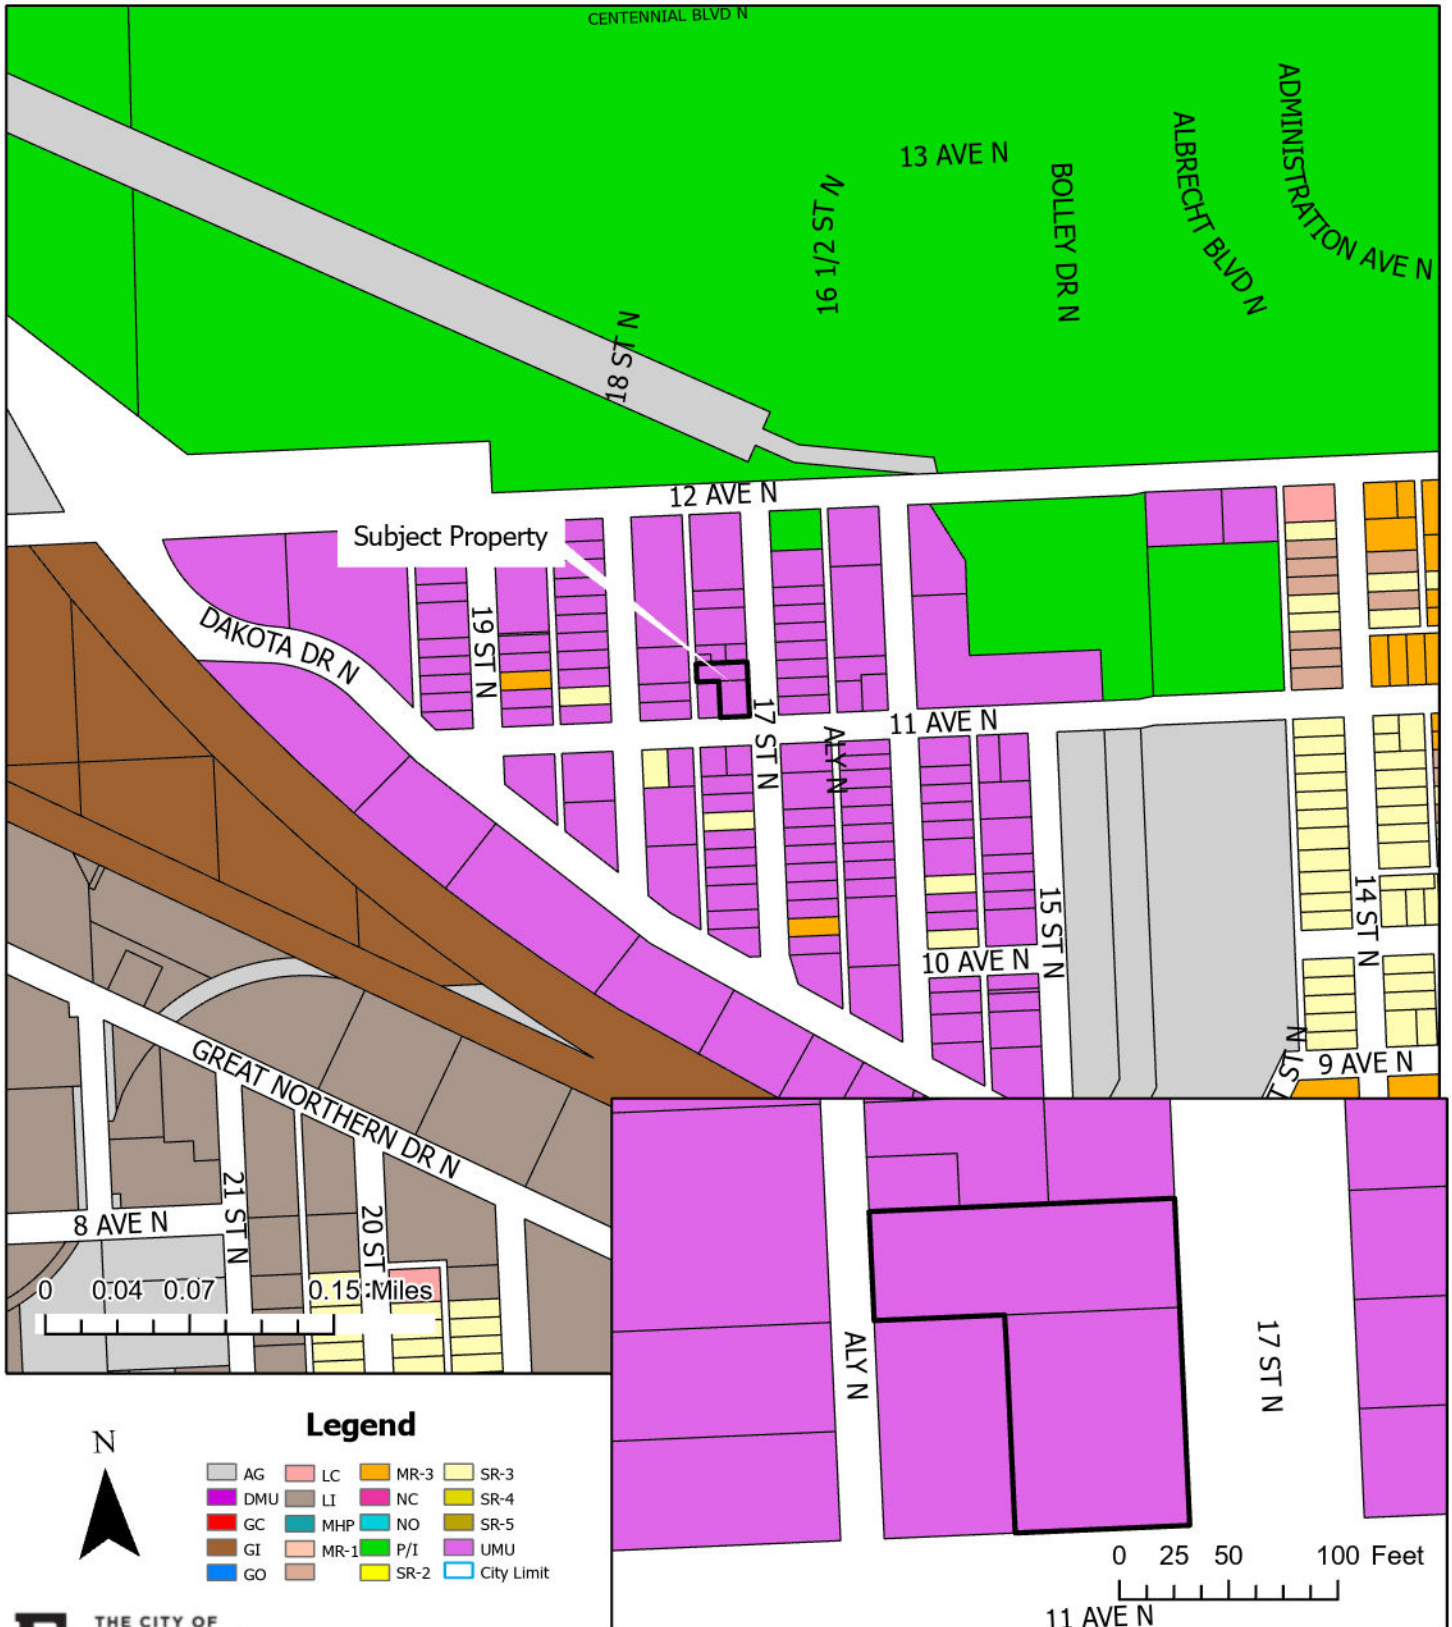 CENTENNIAL BLVD N
ADMINISTRATION AVE N
ALBRECHT BLVD N
13 AVE N
BOLLEY DR N
16 1/2 ST N
18 ST N
12 AVE N
Subject Property
19 ST N
DAKOTA DR N
17 ST N
11 AVE N
ALY N
15 ST N
14 ST N
10 AVE N
T ST N
9 AVE N
GREAT NORTHERN DR N
21 ST N
20 ST
8 AVE N
0 0.04 0.07 0.15 Miles
ALY N
17 ST N
0 25 50 100 Feet
11 AVE N
N
Legend
AG LC MR-3 SR-3
DMU LI NC SR-4
GC MHP NO SR-5
GI MR-1 P/I UMU
GO SR-2 City Limit
THE CITY OF